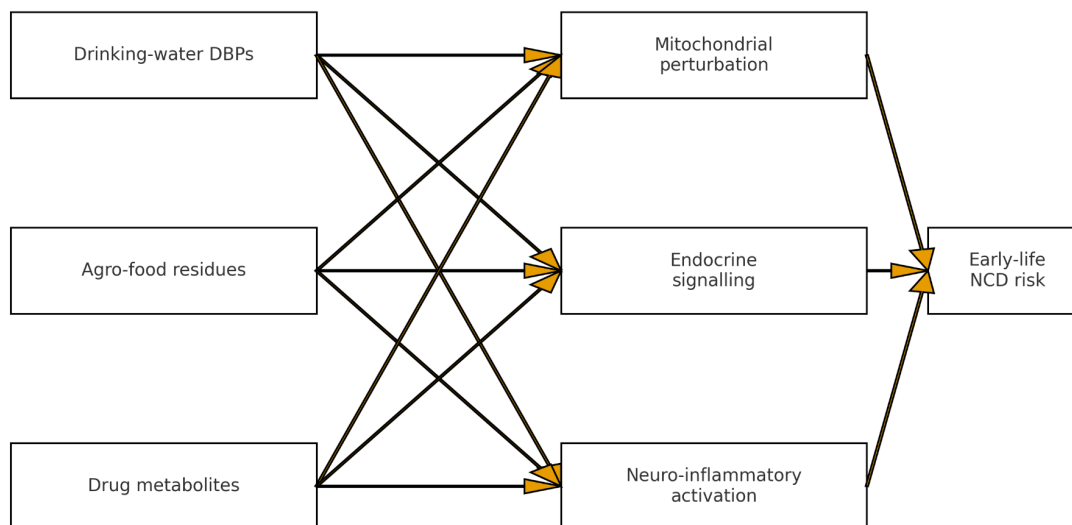 Drinking-water DBPs
Mitochondrial
perturbation
Agro-food residues
Endocrine
signalling
Early-life
NCD risk
Drug metabolites
Neuro-inflammatory
activation